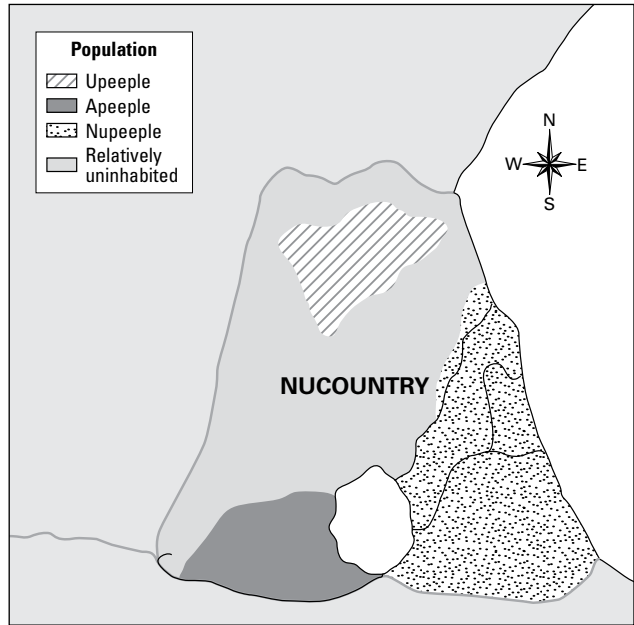 Population
Upeeple
Apeeple
Nupeeple
Relatively
uninhabited
N
W E
S
NUCOUNTRY